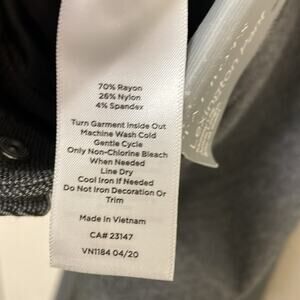 70% Rayon
26% Nylon
4% Spandex
Turn Garment Inside Out
Machine Wash Cold
Gentle Cycle
Only Non-Chlorine Bleach
When Needed
Line Dry
Cool Iron If Needed
Do Not Iron Decoration Or
Trim
Made in Vietnam
CA# 23147
VN1184 04/20